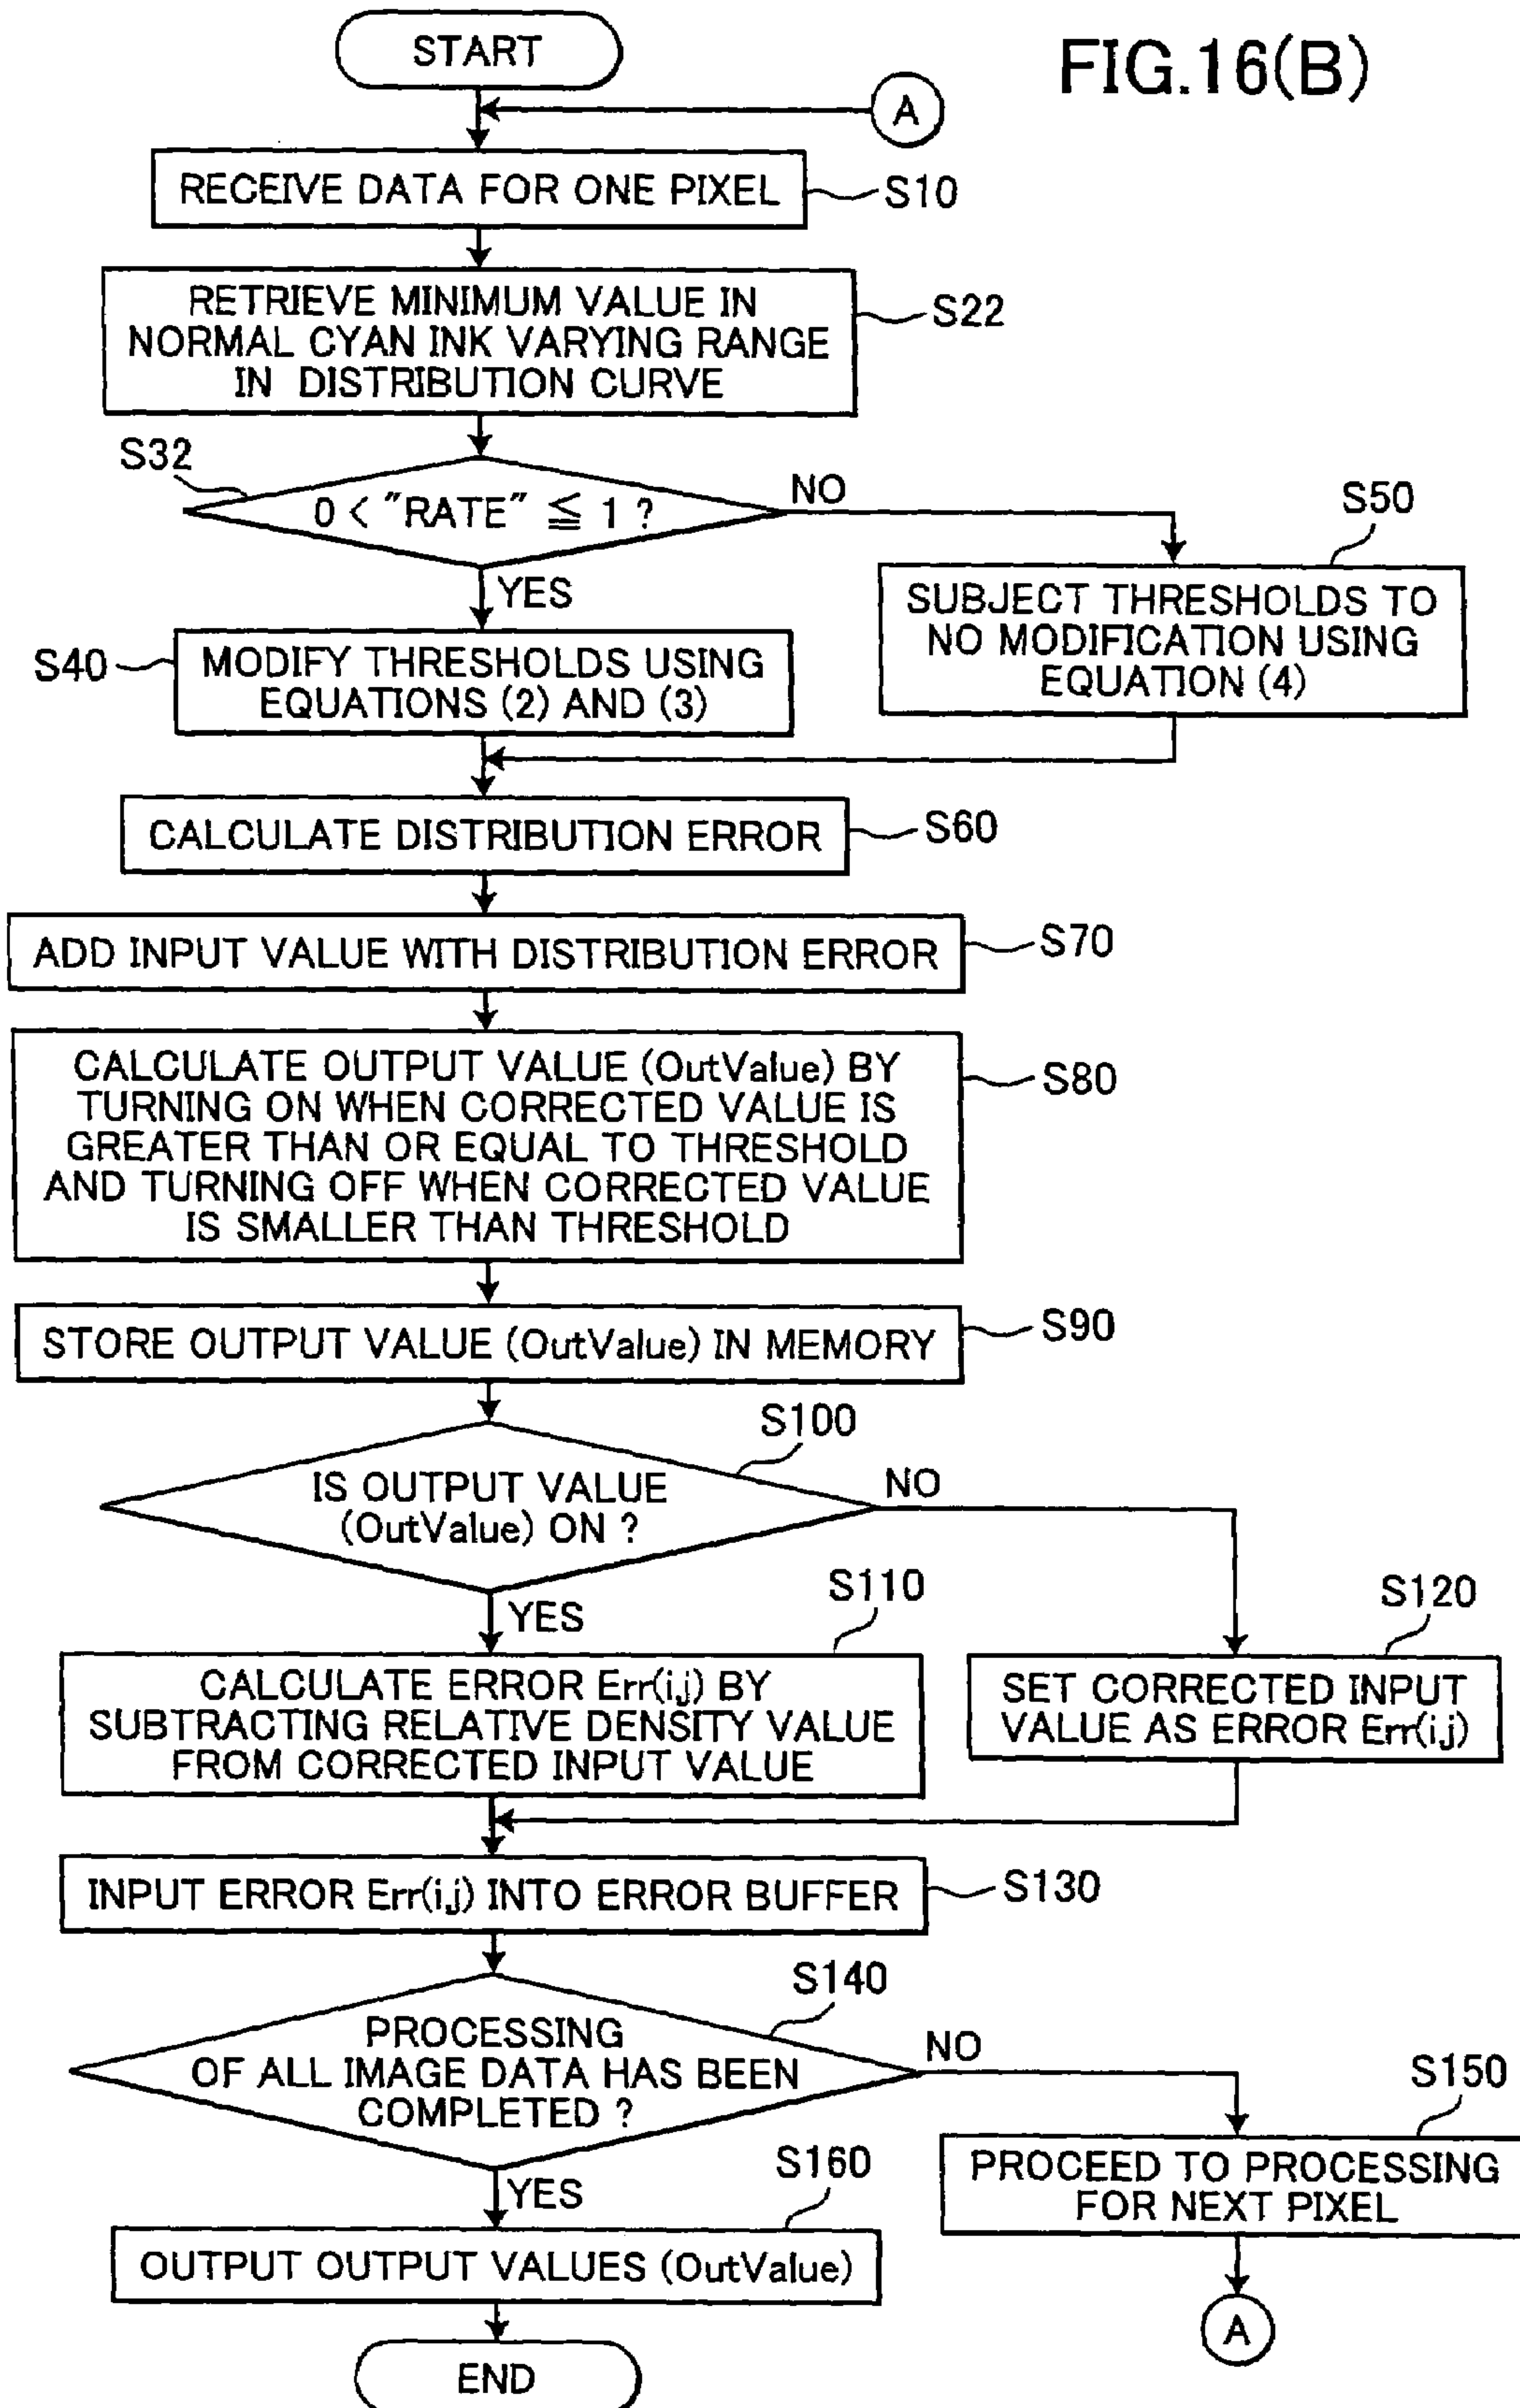 START
FIG.16(B)
A
RECEIVE DATA FOR ONE PIXEL
S10
RETRIEVE MINIMUM VALUE IN
NORMAL CYAN INK VARYING RANGE
IN DISTRIBUTION CURVE
S22
S32
0 < "RATE" ≦ 1 ?
NO
YES
S50
SUBJECT THRESHOLDS TO
NO MODIFICATION USING
EQUATION (4)
S40
MODIFY THRESHOLDS USING
EQUATIONS (2) AND (3)
CALCULATE DISTRIBUTION ERROR
S60
ADD INPUT VALUE WITH DISTRIBUTION ERROR
S70
CALCULATE OUTPUT VALUE (OutValue) BY
TURNING ON WHEN CORRECTED VALUE IS
GREATER THAN OR EQUAL TO THRESHOLD
AND TURNING OFF WHEN CORRECTED VALUE
IS SMALLER THAN THRESHOLD
S80
STORE OUTPUT VALUE (OutValue) IN MEMORY
S90
S100
IS OUTPUT VALUE
(OutValue) ON ?
NO
YES
S110
CALCULATE ERROR Err(i,j) BY
SUBTRACTING RELATIVE DENSITY VALUE
FROM CORRECTED INPUT VALUE
S120
SET CORRECTED INPUT
VALUE AS ERROR Err(i,j)
INPUT ERROR Err(i,j) INTO ERROR BUFFER
S130
S140
PROCESSING
OF ALL IMAGE DATA HAS BEEN
COMPLETED ?
NO
YES
S150
PROCEED TO PROCESSING
FOR NEXT PIXEL
S160
OUTPUT OUTPUT VALUES (OutValue)
A
END